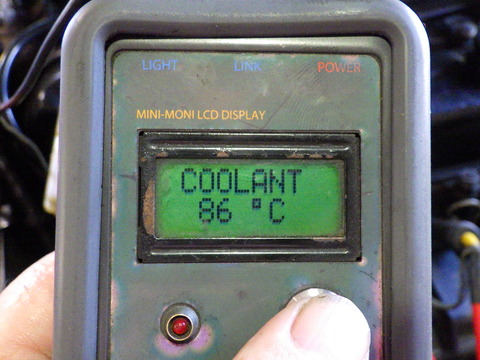 LIGHT LINK POWER
MINI-MONI LCD DISPLAY
COOLANT
86 °C